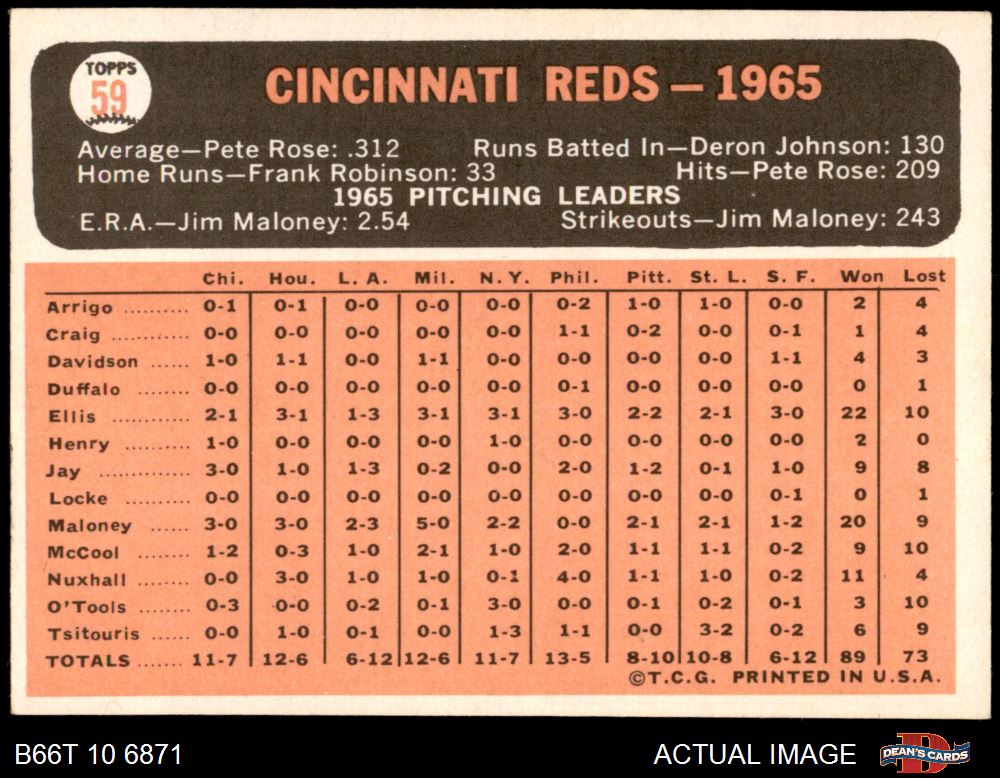 TOPPS
59
CINCINNATI REDS — 1965
Average—Pete Rose: .312 Runs Batted In—Deron Johnson: 130
Home Runs—Frank Robinson: 33 Hits—Pete Rose: 209
1965 PITCHING LEADERS
E.R.A.—Jim Maloney: 2.54 Strikeouts—Jim Maloney: 243
Chi. Hou. L. A. Mil. N. Y. Phil. Pitt. St. L. S. F. Won Lost
Arrigo .......... 0-1 0-1 0-0 0-0 0-0 0-2 1-0 1-0 0-0 2 4
Craig ............ 0-0 0-0 0-0 0-0 0-0 1-1 0-2 0-0 0-1 1 4
Davidson ...... 1-0 1-1 0-0 1-1 0-0 0-0 0-0 0-0 1-1 4 3
Duffalo ......... 0-0 0-0 0-0 0-0 0-0 0-1 0-0 0-0 0-0 0 1
Ellis ............ 2-1 3-1 1-3 3-1 3-1 3-0 2-2 2-1 3-0 22 10
Henry .......... 1-0 0-0 0-0 0-0 1-0 0-0 0-0 0-0 0-0 2 0
Jay .............. 3-0 1-0 1-3 0-2 0-0 2-0 1-2 0-1 1-0 9 8
Locke .......... 0-0 0-0 0-0 0-0 0-0 0-0 0-0 0-0 0-1 0 1
Maloney ...... 3-0 3-0 2-3 5-0 2-2 0-0 2-1 2-1 1-2 20 9
McCool ........ 1-2 0-3 1-0 2-1 1-0 2-0 1-1 1-1 0-2 9 10
Nuxhall ........ 0-0 3-0 1-0 1-0 0-1 4-0 1-1 1-0 0-2 11 4
O'Tools ........ 0-3 0-0 0-2 0-1 3-0 0-0 0-1 0-2 0-1 3 10
Tsitouris ...... 0-0 1-0 0-1 0-0 1-3 1-1 0-0 3-2 0-2 6 9
TOTALS ...... 11-7 12-6 6-12 12-6 11-7 13-5 8-10 10-8 6-12 89 73
©T.C.G. PRINTED IN U.S.A.
B66T 10 6871 ACTUAL IMAGE DEAN'S CARDS